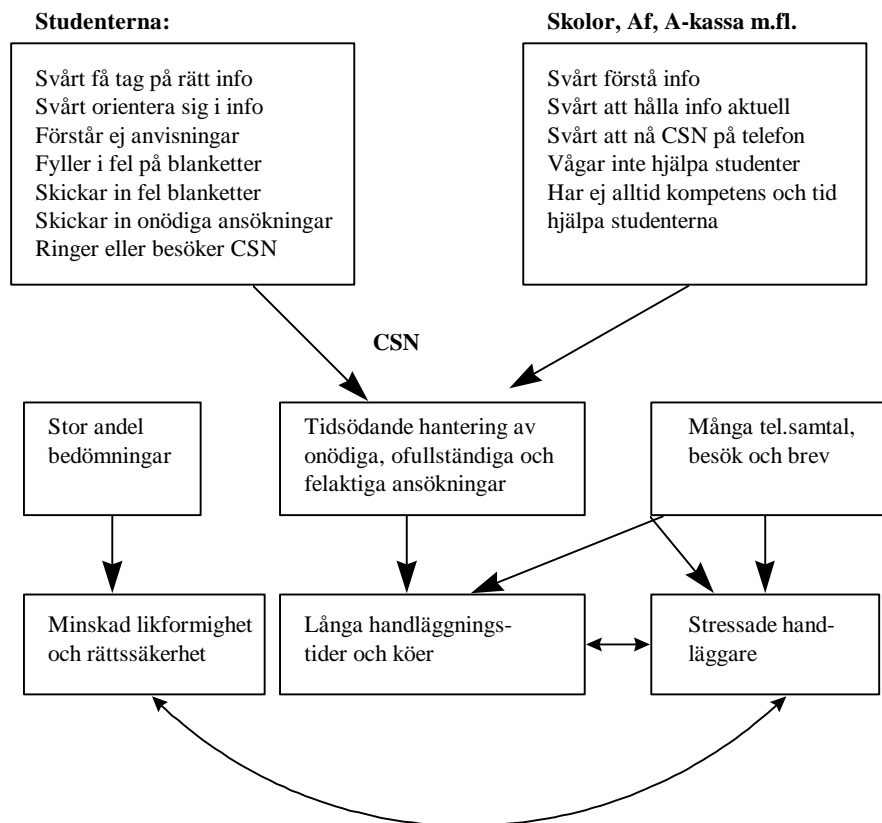 Studenterna:
Svårt få tag på rätt info
Svårt orientera sig i info
Förstår ej anvisningar
Fyller i fel på blanketter
Skickar in fel blanketter
Skickar in onödiga ansökningar
Ringer eller besöker CSN
Skolor, Af, A-kassa m.fl.
Svårt förstå info
Svårt att hålla info aktuell
Svårt att nå CSN på telefon
Vågar inte hjälpa studenter
Har ej alltid kompetens och tid
hjälpa studenterna
CSN
Stor andel
bedömningar
Tidsödande hantering av
onödiga, ofullständiga och
felaktiga ansökningar
Många tel.samtal,
besök och brev
Minskad likformighet
och rättssäkerhet
Långa handläggnings-
tider och köer
Stressade hand-
läggare